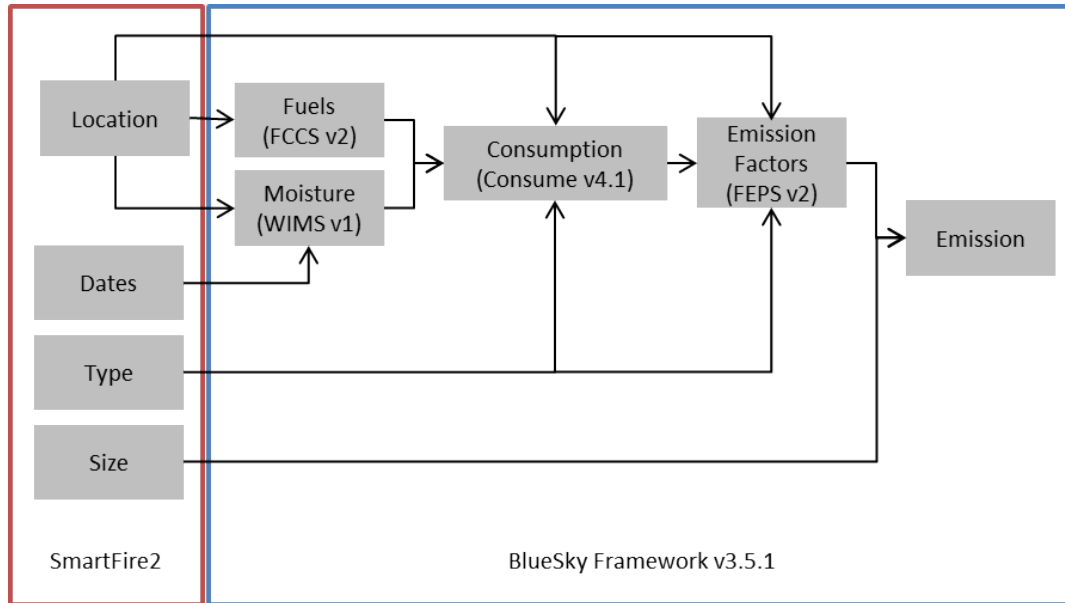 Location
Fuels
(FCCS v2)
Moisture
(WIMS v1)
Consumption
(Consume v4.1)
Emission
Factors
(FEPS v2)
Emission
Dates
Type
Size
SmartFire2
BlueSky Framework v3.5.1